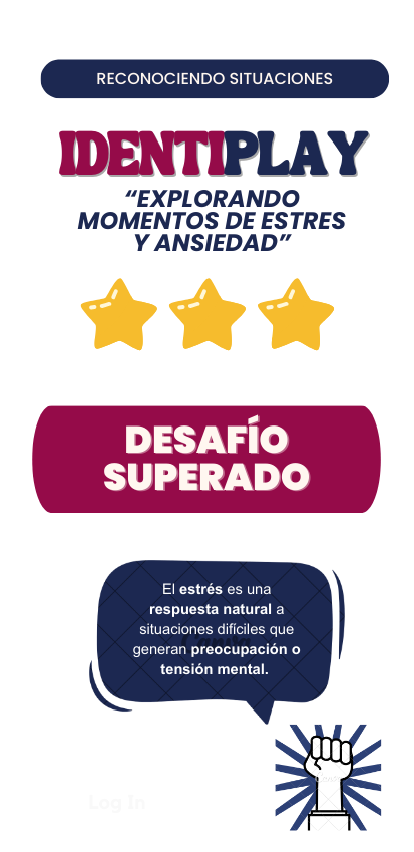 RECONOCIENDO SITUACIONES
IDENTIPLAY
“EXPLORANDO
MOMENTOS DE ESTRES
Y ANSIEDAD”
DESAFÍO
SUPERADO
El estrés es una
respuesta natural a
situaciones difíciles que
generan preocupación o
tensión mental.
Log In